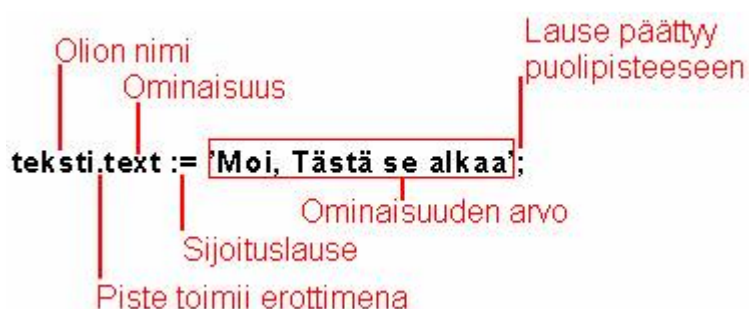 Olion nimi
Lause päättyy
puolipisteeseen
Ominaisuus
teksti.text := 'Moi, Tästä se alkaa';
Ominaisuuden arvo
Sijoituslause
Piste toimii erottimena